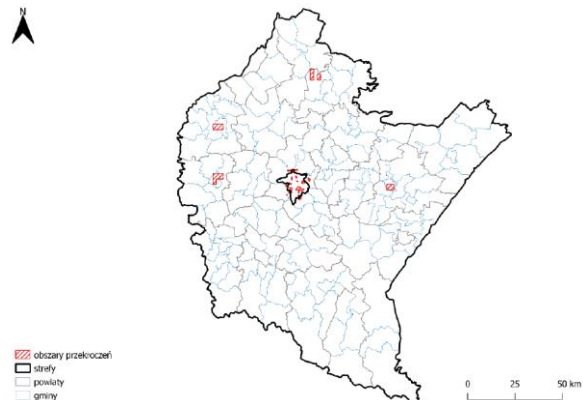 N
obszary przekroczeń
strefy
powiaty
gminy
0 25 50 km